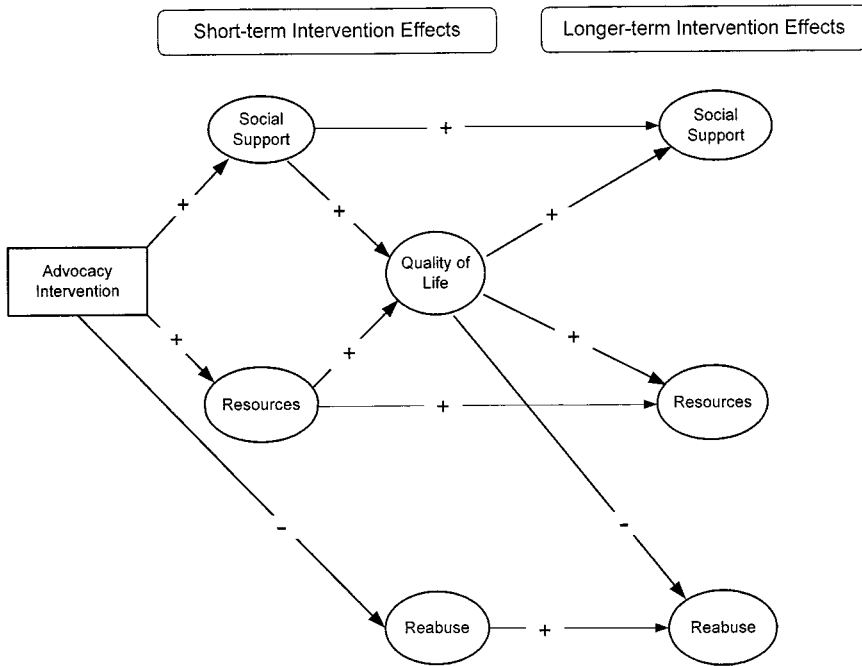 Short-term Intervention Effects
Longer-term Intervention Effects
Social
Support
+
Social
Support
+
+
+
Advocacy
Intervention
Quality of
Life
+
+
+
Resources
+
Resources
-
-
Reabuse
+
Reabuse